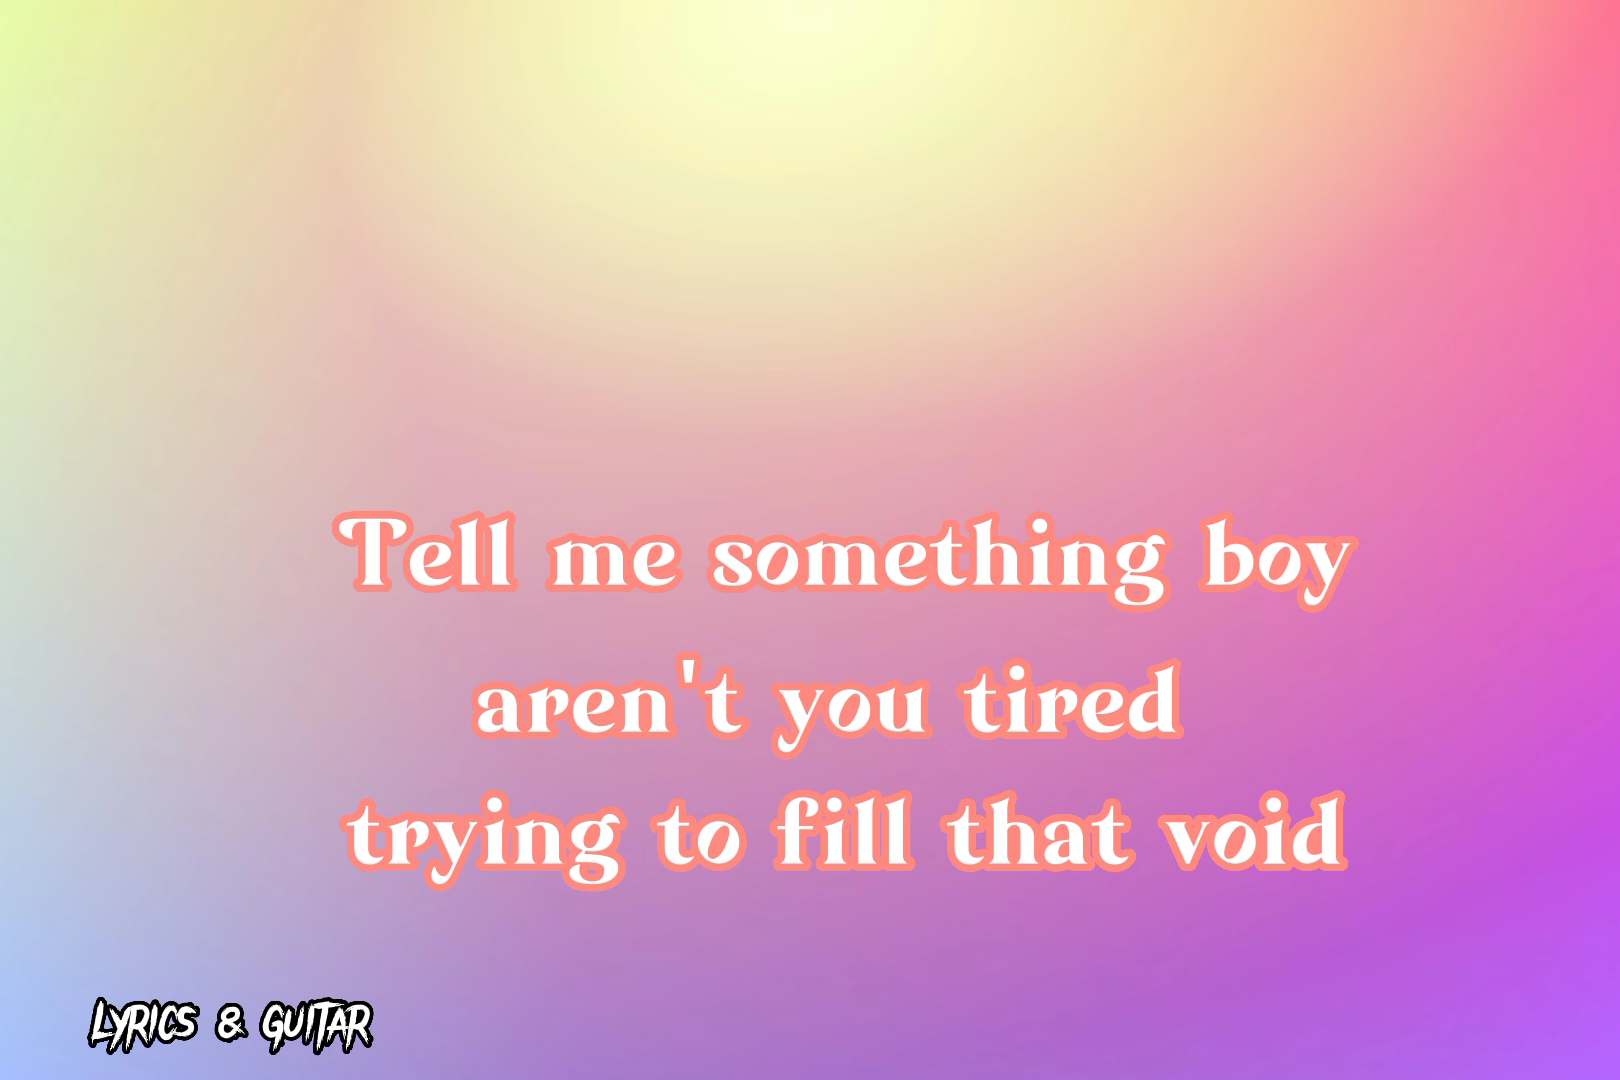 Tell me something boy
aren't you tired
trying to fill that void
LYRICS & GUITAR